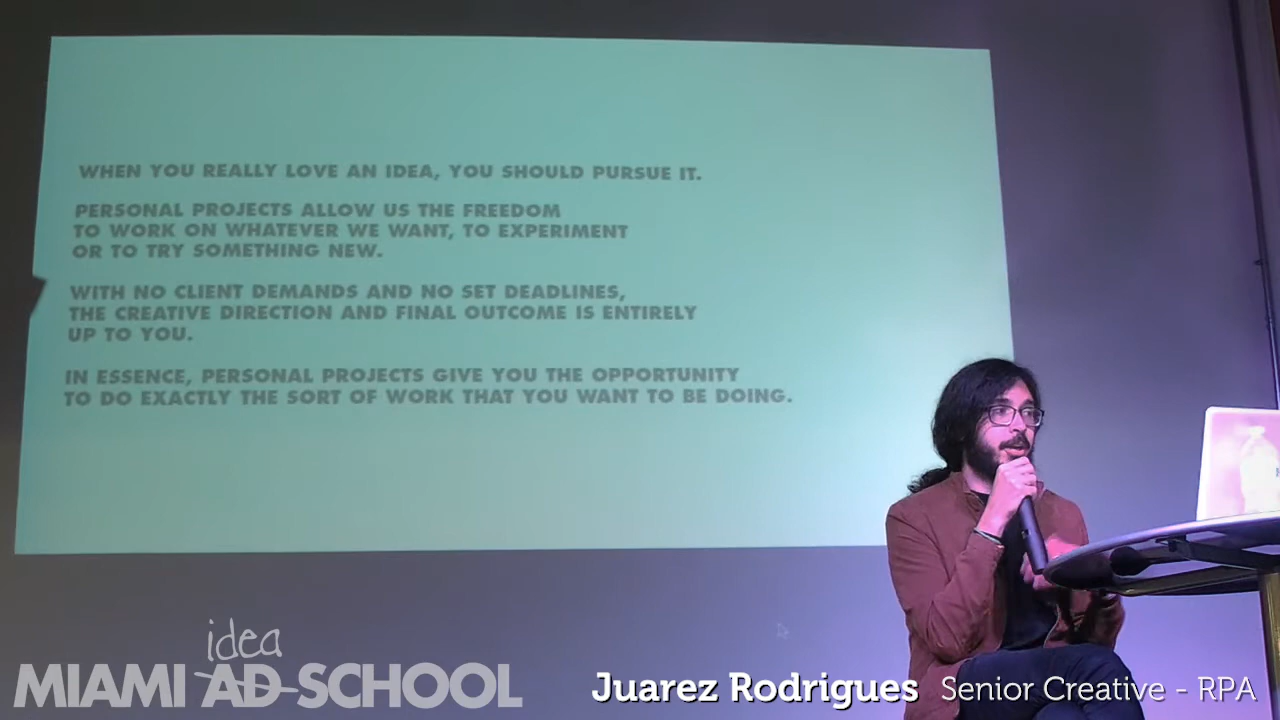 WHEN YOU REALLY LOVE AN IDEA, YOU SHOULD PURSUE IT.
PERSONAL PROJECTS ALLOW US THE FREEDOM
TO WORK ON WHATEVER WE WANT, TO EXPERIMENT
OR TO TRY SOMETHING NEW.
WITH NO CLIENT DEMANDS AND NO SET DEADLINES,
THE CREATIVE DIRECTION AND FINAL OUTCOME IS ENTIRELY
UP TO YOU.
IN ESSENCE, PERSONAL PROJECTS GIVE YOU THE OPPORTUNITY
TO DO EXACTLY THE SORT OF WORK THAT YOU WANT TO BE DOING.
idea
MIAMI AD SCHOOL
Juarez Rodrigues Senior Creative - RPA